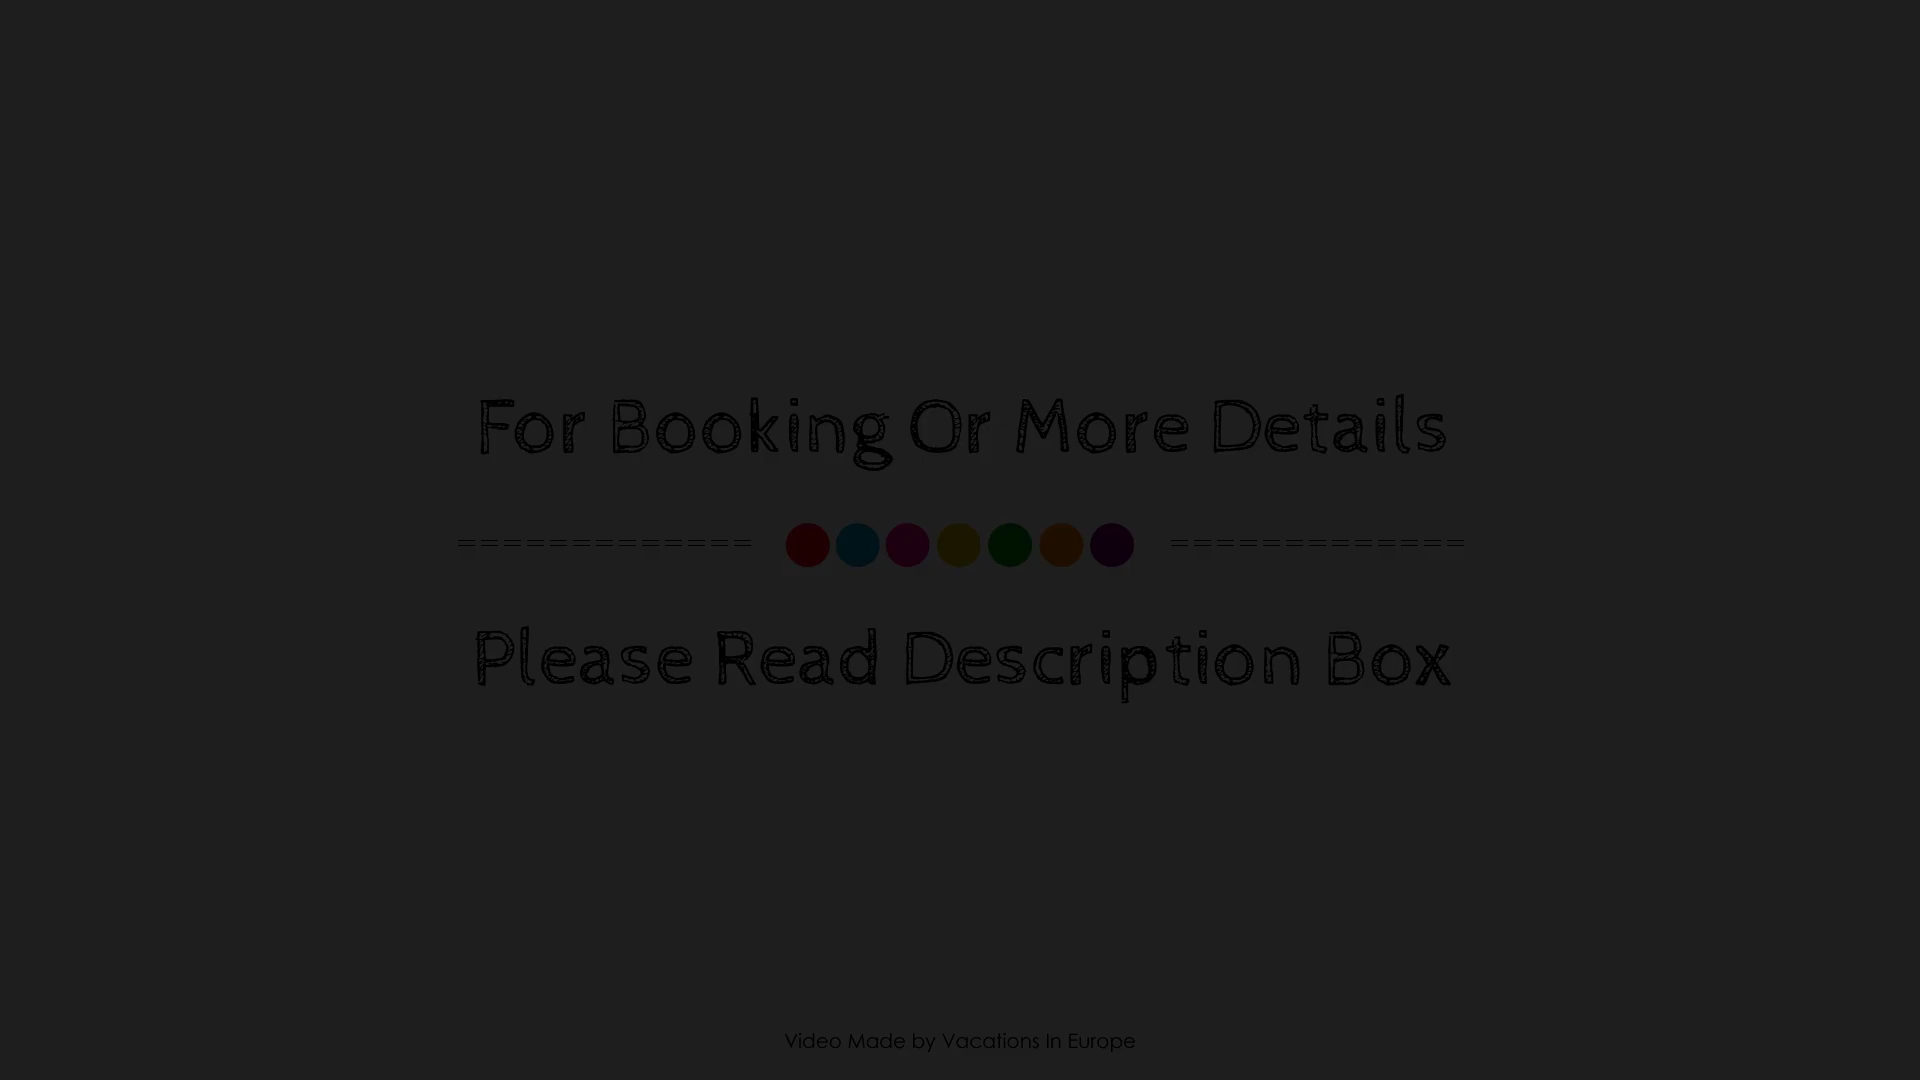 For Booking Or More Details
============= =============
Please Read Description Box
Video Made by Vacations In Europe